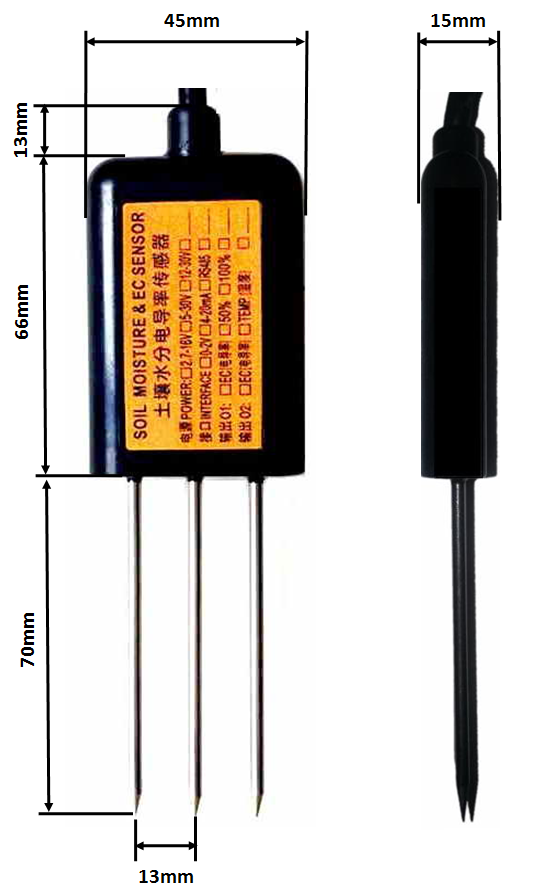 45mm
15mm
13mm
66mm
70mm
13mm
SOIL MOISTURE & EC SENSOR
土壤水分电导率传感器
电源POWER:□2.7-16V□5-30V□12-30V□
接口INTERFACE□0-2V□4-20mA□RS485□
输出01:□EC(电导率)□50%□100%□
输出02:□EC(电导率)□TEMP(温度)□